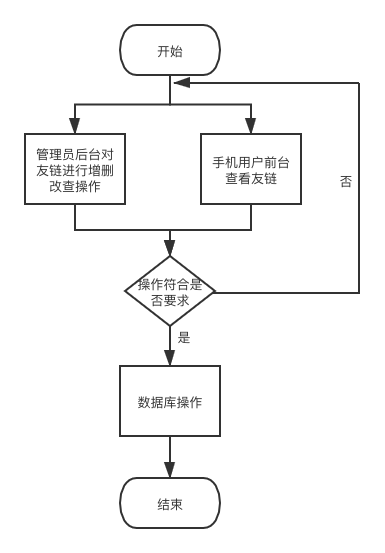 开始
管理员后台对
友链进行增删
改查操作
手机用户前台
查看友链
否
操作符合是
否要求
是
数据库操作
结束